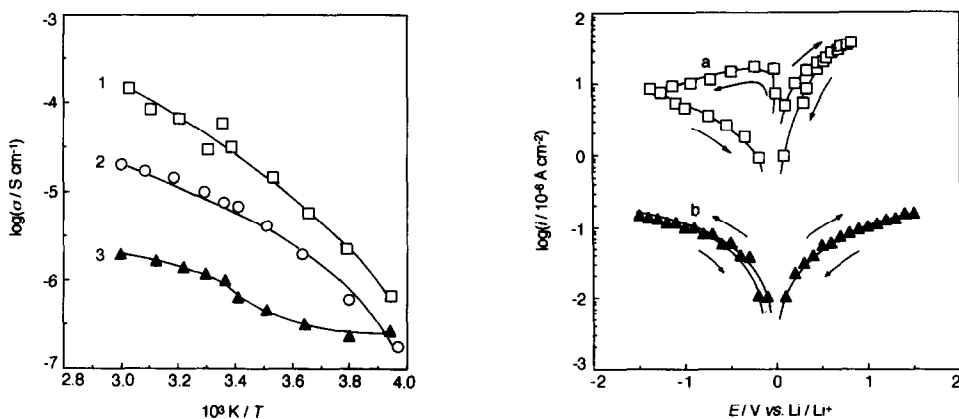 -3
-4
-5
-6
-7
log(σ / S cm⁻¹)
1
2
3
2.8 3.0 3.2 3.4 3.6 3.8 4.0
10³ K / T
2
1
0
-1
-2
-3
log(i / 10⁻⁶ A cm⁻²)
a
b
-2 -1 0 1 2
E / V vs. Li / Li⁺